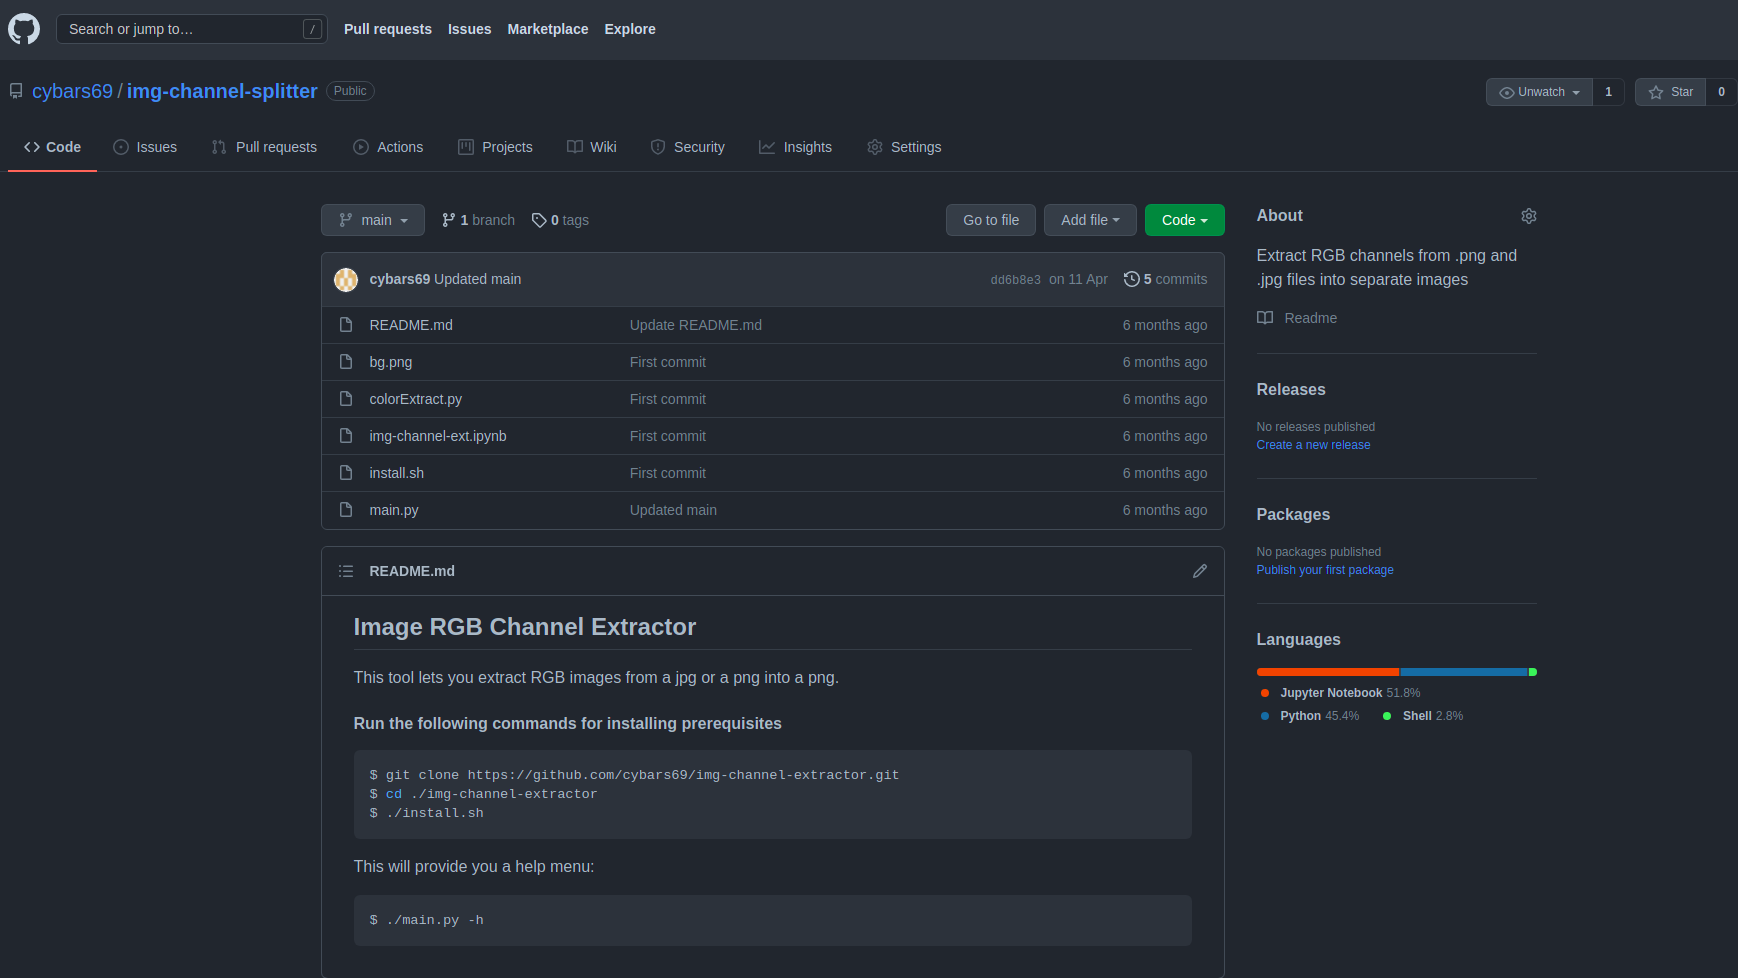 Search or jump to… /
Pull requests Issues Marketplace Explore
cybars69 / img-channel-splitter Public
Unwatch 1 Star 0
Code Issues Pull requests Actions Projects Wiki Security Insights Settings
main 1 branch 0 tags Go to file Add file Code
cybars69 Updated main dd6b8e3 on 11 Apr 5 commits
README.md Update README.md 6 months ago
bg.png First commit 6 months ago
colorExtract.py First commit 6 months ago
img-channel-ext.ipynb First commit 6 months ago
install.sh First commit 6 months ago
main.py Updated main 6 months ago
README.md
Image RGB Channel Extractor
This tool lets you extract RGB images from a jpg or a png into a png.
Run the following commands for installing prerequisites
$ git clone https://github.com/cybars69/img-channel-extractor.git
$ cd ./img-channel-extractor
$ ./install.sh
This will provide you a help menu:
$ ./main.py -h
About
Extract RGB channels from .png and
.jpg files into separate images
Readme
Releases
No releases published
Create a new release
Packages
No packages published
Publish your first package
Languages
Jupyter Notebook 51.8%
Python 45.4% Shell 2.8%